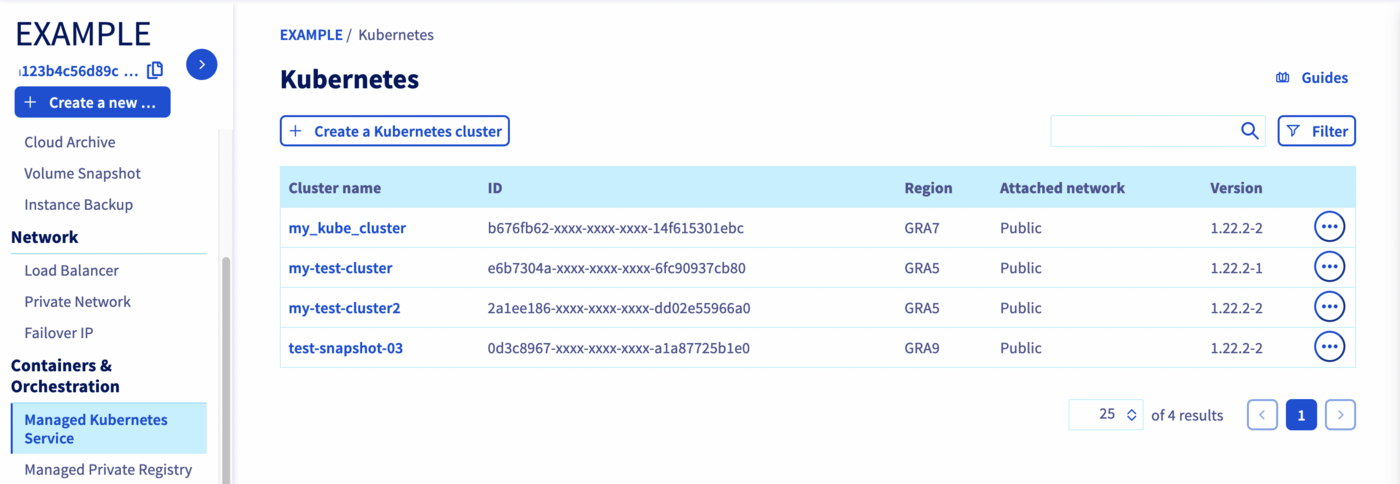 EXAMPLE
123b4c56d89c ...
Create a new ...
Cloud Archive
Volume Snapshot
Instance Backup
Network
Load Balancer
Private Network
Failover IP
Containers &
Orchestration
Managed Kubernetes
Service
Managed Private Registry
EXAMPLE / Kubernetes
Kubernetes
Guides
Create a Kubernetes cluster
Filter
Cluster name ID Region Attached network Version
my_kube_cluster b676fb62-xxxx-xxxx-xxxx-14f615301ebc GRA7 Public 1.22.2-2
my-test-cluster e6b7304a-xxxx-xxxx-xxxx-6fc90937cb80 GRA5 Public 1.22.2-1
my-test-cluster2 2a1ee186-xxxx-xxxx-xxxx-dd02e55966a0 GRA5 Public 1.22.2-2
test-snapshot-03 0d3c8967-xxxx-xxxx-xxxx-a1a87725b1e0 GRA9 Public 1.22.2-2
25 of 4 results 1